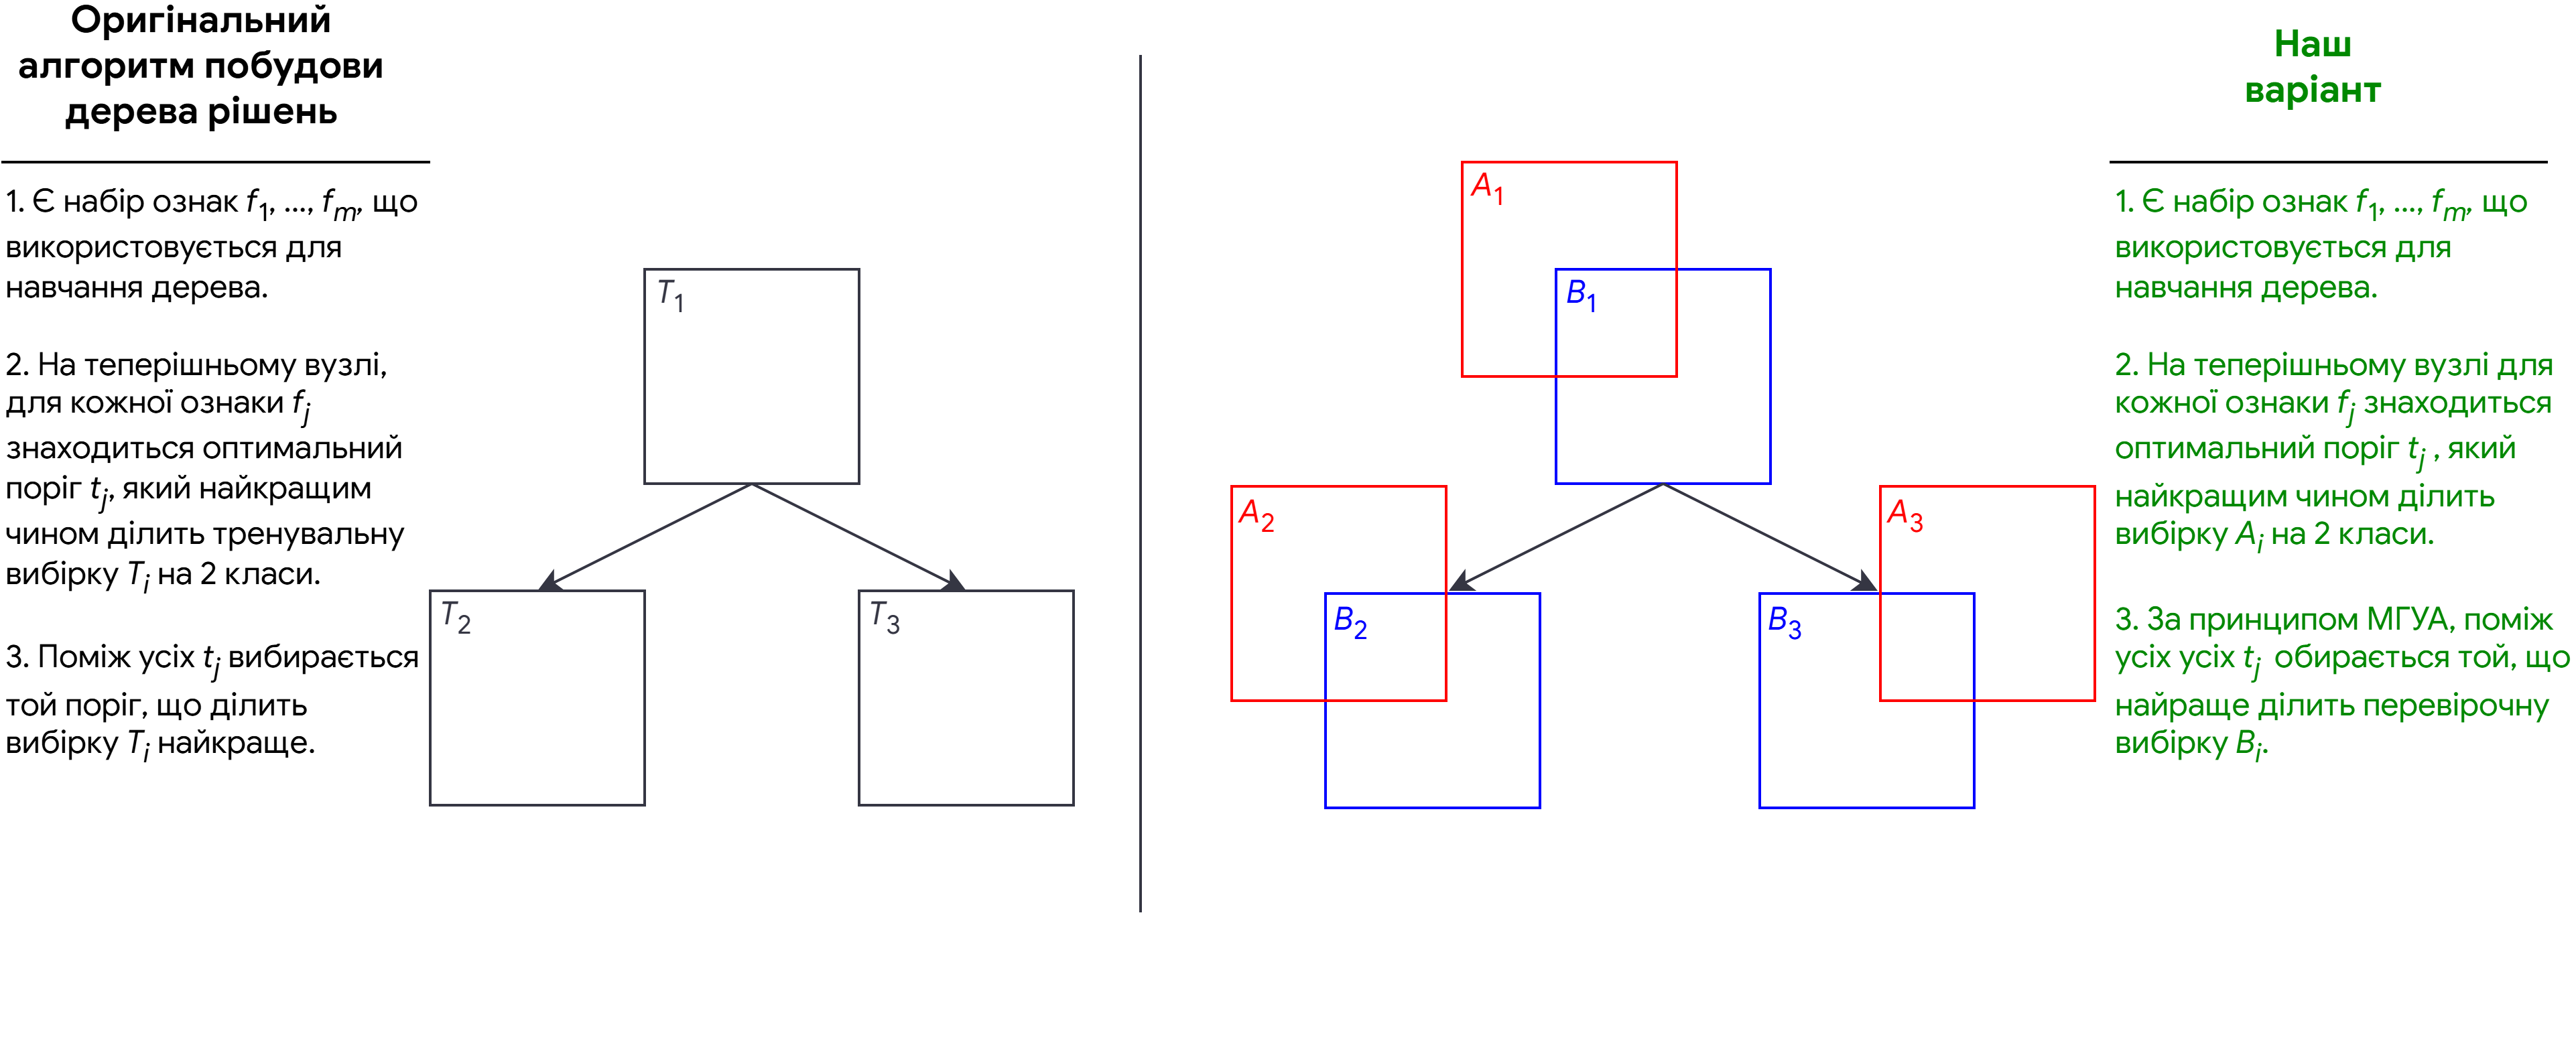 Оригінальний
алгоритм побудови
дерева рішень
1. Є набір ознак f1, ..., fm, що
використовується для
навчання дерева.
2. На теперішньому вузлі,
для кожної ознаки fj
знаходиться оптимальний
поріг tj, який найкращим
чином ділить тренувальну
вибірку Ti на 2 класи.
3. Поміж усіх tj вибирається
той поріг, що ділить
вибірку Ti найкраще.
T1
T2
T3
A1
B1
A2
B2
A3
B3
Наш
варіант
1. Є набір ознак f1, ..., fm, що
використовується для
навчання дерева.
2. На теперішньому вузлі для
кожної ознаки fj знаходиться
оптимальний поріг tj , який
найкращим чином ділить
вибірку Ai на 2 класи.
3. За принципом МГУА, поміж
усіх усіх tj обирається той, що
найраще ділить перевірочну
вибірку Bi.